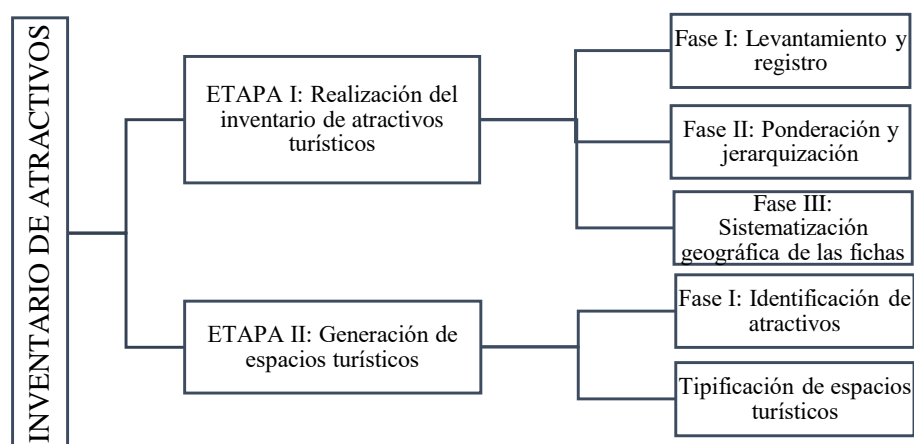 INVENTARIO DE ATRACTIVOS
ETAPA I: Realización del
inventario de atractivos
turísticos
Fase I: Levantamiento y
registro
Fase II: Ponderación y
jerarquización
Fase III:
Sistematización
geográfica de las fichas
ETAPA II: Generación de
espacios turísticos
Fase I: Identificación de
atractivos
Tipificación de espacios
turísticos